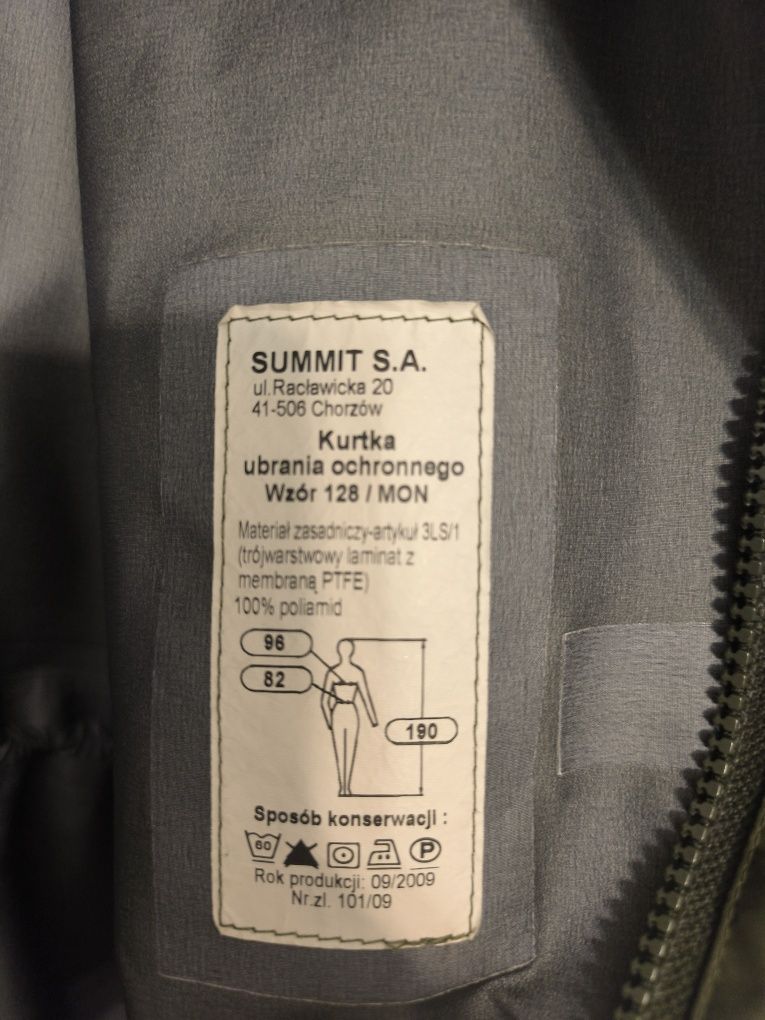 SUMMIT S.A.
ul.Racławicka 20
41-506 Chorzów
Kurtka
ubrania ochronnego
Wzór 128 / MON
Materiał zasadniczy-artykuł 3LS/1
(trójwarstwowy laminat z
membraną PTFE)
100% poliamid
96
82
190
Sposób konserwacji :
60
P
Rok produkcji: 09/2009
Nr.zl. 101/09